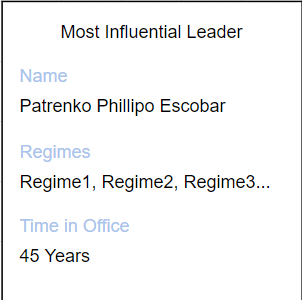 Most Influential Leader
Name
Patrenko Phillipo Escobar
Regimes
Regime1, Regime2, Regime3...
Time in Office
45 Years